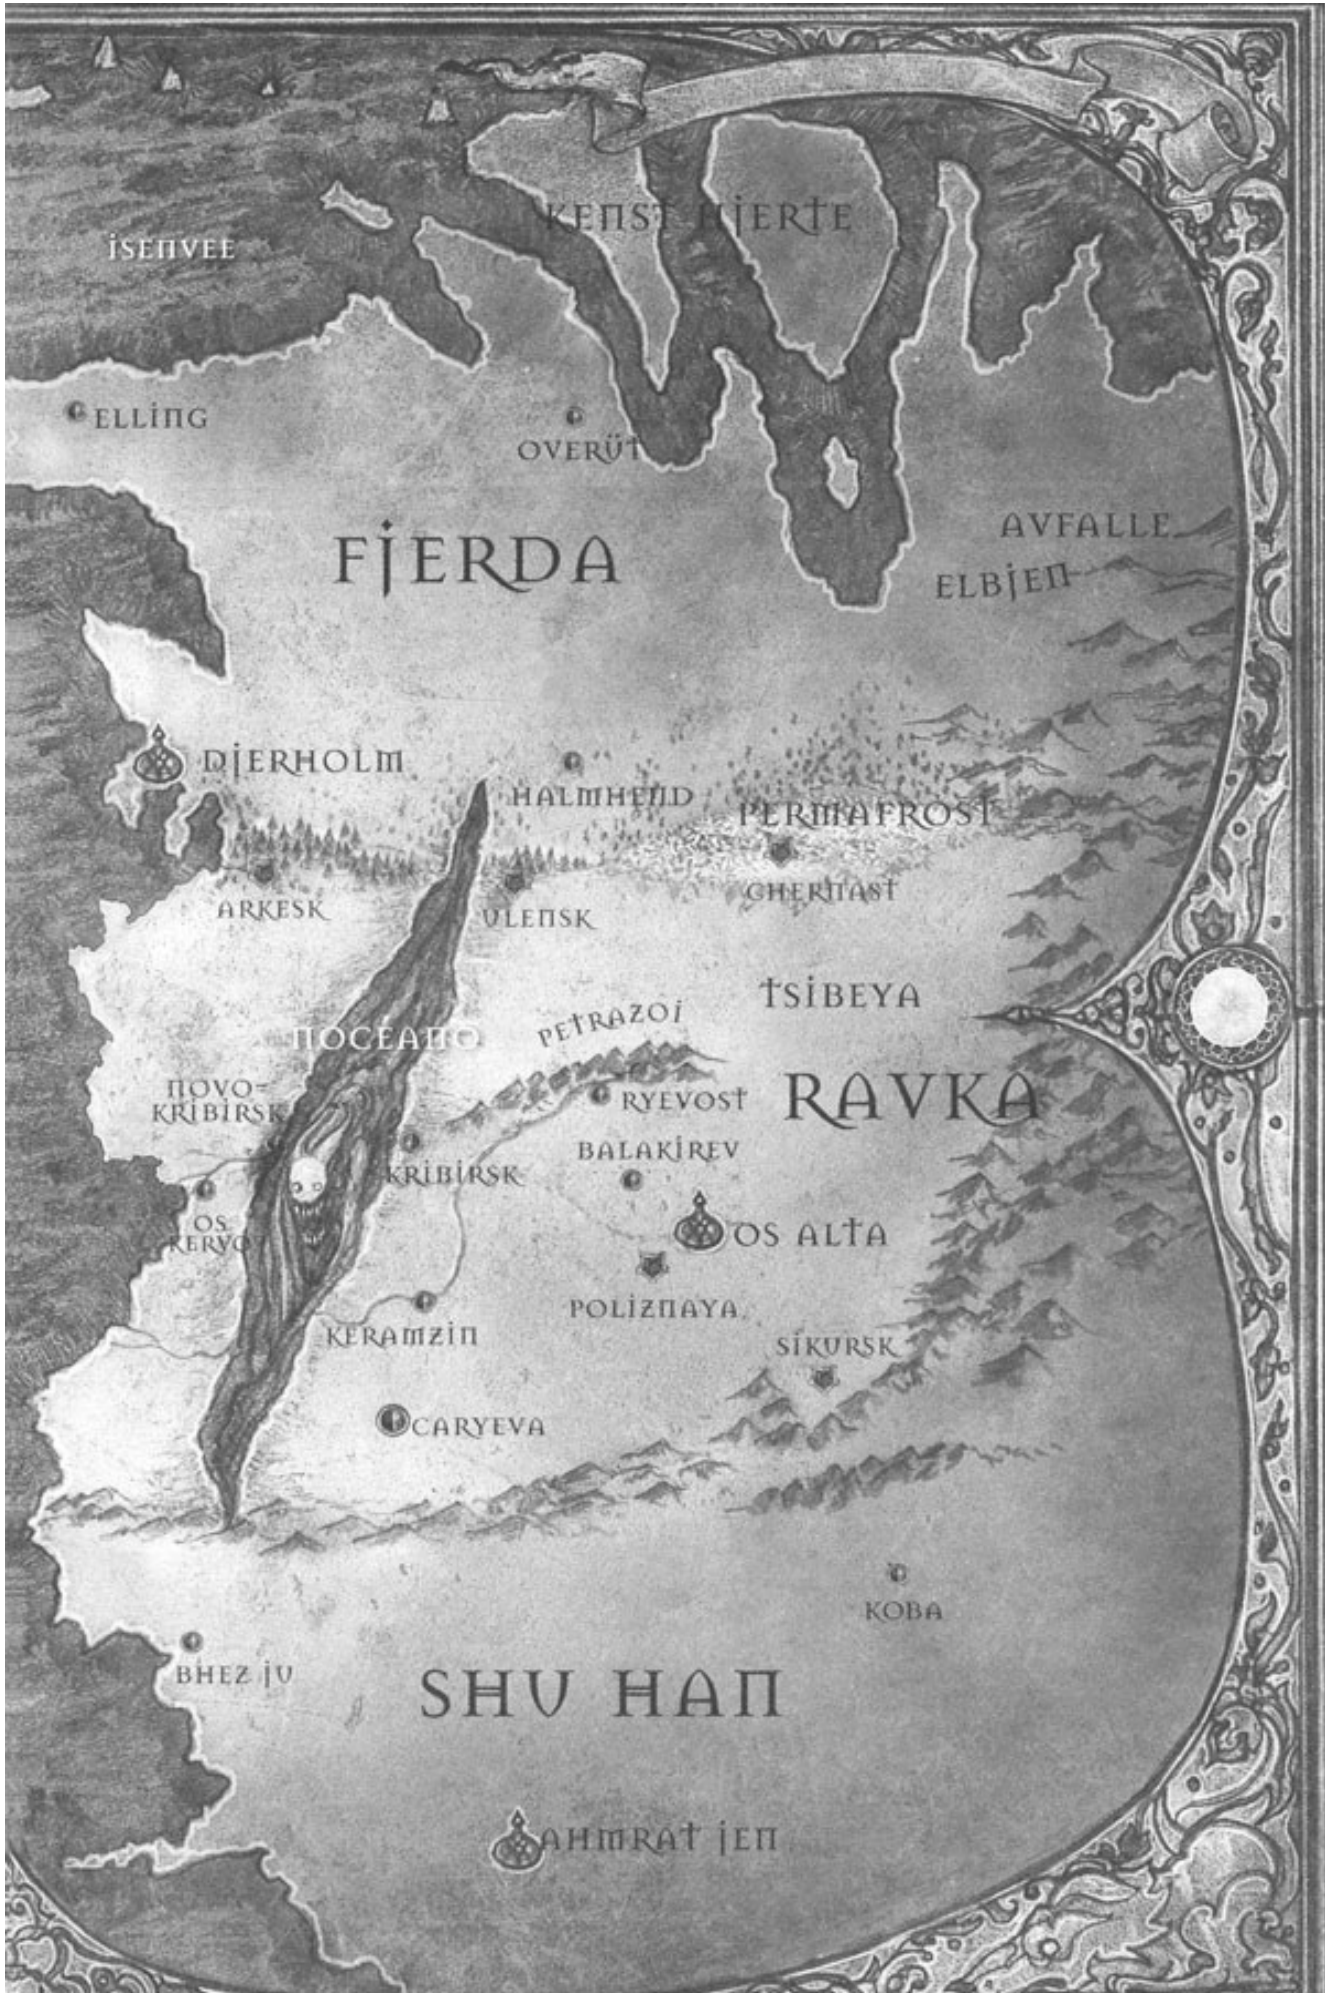 KENST HJERTE
ISENVEE
ELLING
OVERÜT
FJERDA
AVFALLE
ELBJEN
DJERHOLM
HALMHEND
PERMAFROST
CHERNAST
ARKESK
ULENSK
TSIBEYA
NOCÉANO
PETRAZOI
NOVO-
KRIBIRSK
RYEVOST
RAVKA
BALAKIREV
KRIBIRSK
OS
KERVO
OS ALTA
POLIZNAYA
KERAMZIN
SIKURSK
CARYEVA
KOBA
BHEZ JU
SHU HAN
AHMRAT JEN